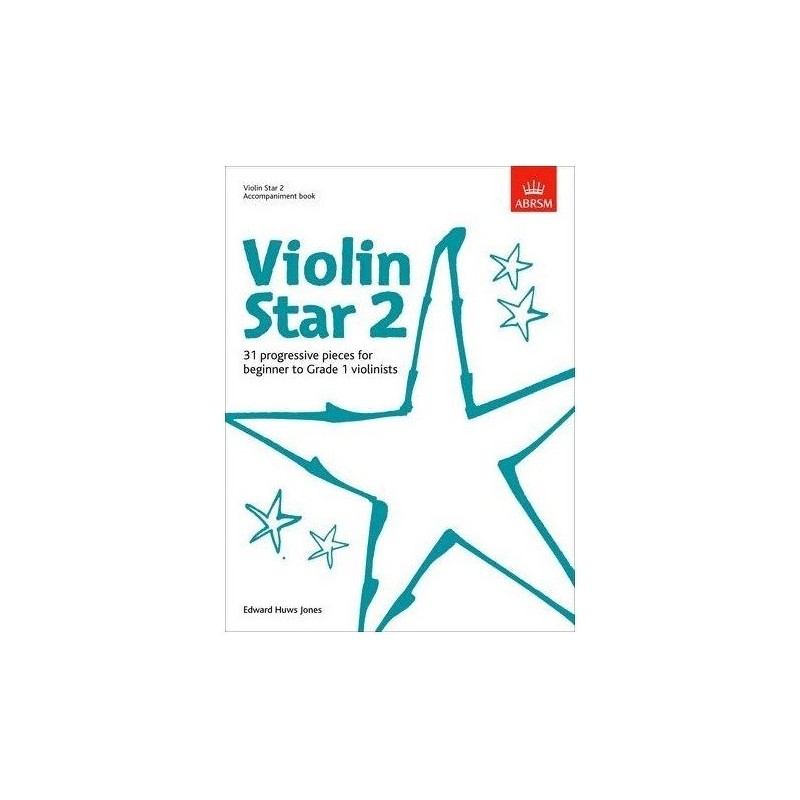 Violin Star 2
Accompaniment book
ABRSM
Violin
Star 2
31 progressive pieces for
beginner to Grade 1 violinists
Edward Huws Jones